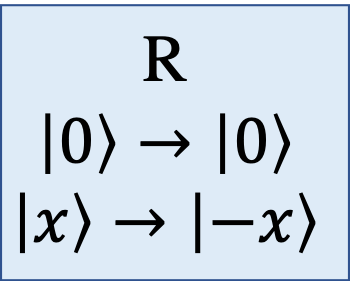 R
|0⟩ → |0⟩
|x⟩ → |−x⟩